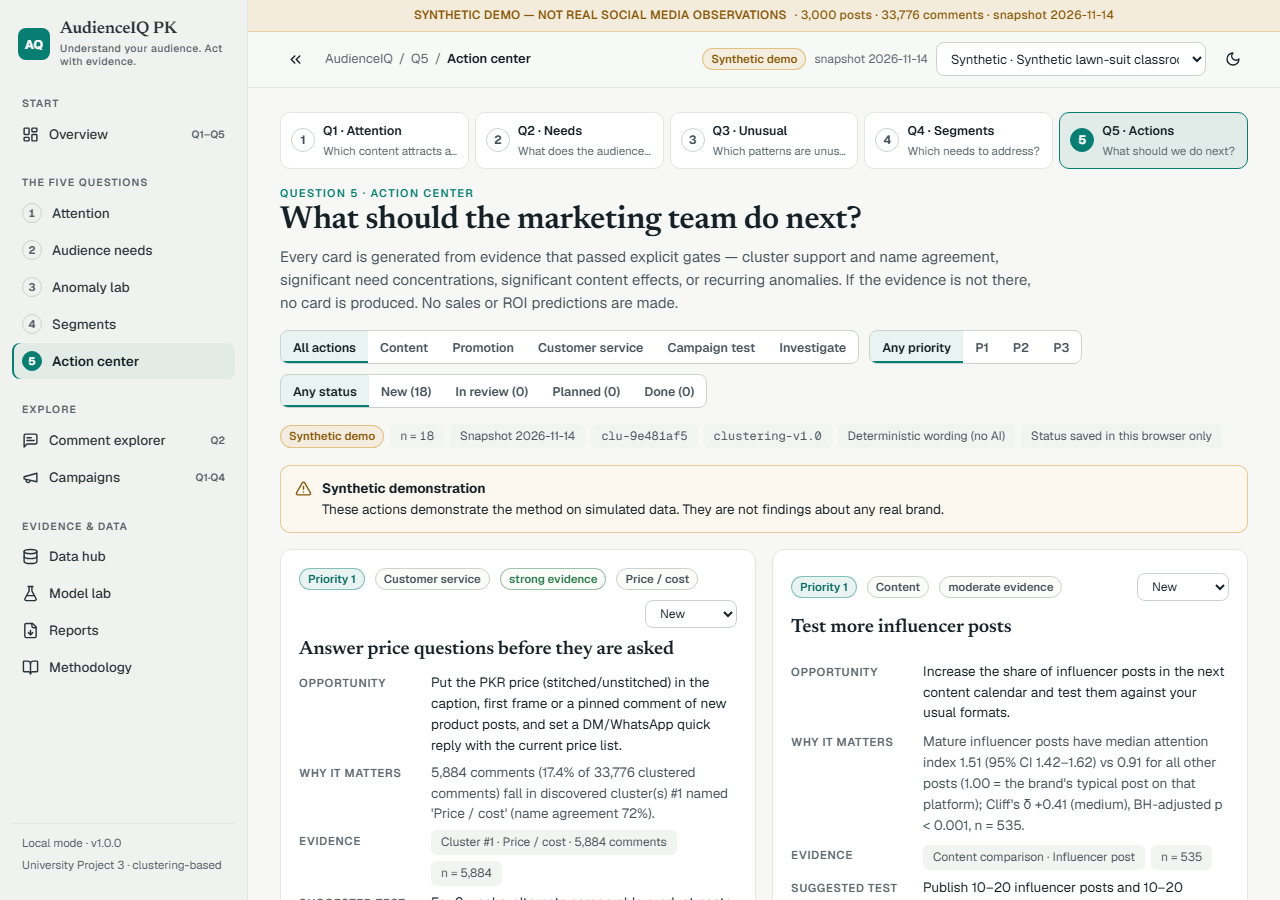 SYNTHETIC DEMO — NOT REAL SOCIAL MEDIA OBSERVATIONS · 3,000 posts · 33,776 comments · snapshot 2026-11-14
AQ
AudienceIQ PK
Understand your audience. Act
with evidence.
START
Overview Q1–Q5
THE FIVE QUESTIONS
1 Attention
2 Audience needs
3 Anomaly lab
4 Segments
5 Action center
EXPLORE
Comment explorer Q2
Campaigns Q1-Q4
EVIDENCE & DATA
Data hub
Model lab
Reports
Methodology
Local mode · v1.0.0
University Project 3 · clustering-based
« AudienceIQ / Q5 / Action center
Synthetic demo snapshot 2026-11-14 Synthetic · Synthetic lawn-suit classroo
1 Q1 · Attention
Which content attracts a…
2 Q2 · Needs
What does the audience…
3 Q3 · Unusual
Which patterns are unus…
4 Q4 · Segments
Which needs to address?
5 Q5 · Actions
What should we do next?
QUESTION 5 · ACTION CENTER
What should the marketing team do next?
Every card is generated from evidence that passed explicit gates — cluster support and name agreement,
significant need concentrations, significant content effects, or recurring anomalies. If the evidence is not there,
no card is produced. No sales or ROI predictions are made.
All actions Content Promotion Customer service Campaign test Investigate
Any priority P1 P2 P3
Any status New (18) In review (0) Planned (0) Done (0)
Synthetic demo n = 18 Snapshot 2026-11-14 clu-9e481af5 clustering-v1.0 Deterministic wording (no AI) Status saved in this browser only
Synthetic demonstration
These actions demonstrate the method on simulated data. They are not findings about any real brand.
Priority 1 Customer service strong evidence Price / cost
New
Answer price questions before they are asked
OPPORTUNITY
Put the PKR price (stitched/unstitched) in the
caption, first frame or a pinned comment of new
product posts, and set a DM/WhatsApp quick
reply with the current price list.
WHY IT MATTERS
5,884 comments (17.4% of 33,776 clustered
comments) fall in discovered cluster(s) #1 named
'Price / cost' (name agreement 72%).
EVIDENCE
Cluster #1 · Price / cost · 5,884 comments
n = 5,884
Priority 1 Content moderate evidence New
Test more influencer posts
OPPORTUNITY
Increase the share of influencer posts in the next
content calendar and test them against your
usual formats.
WHY IT MATTERS
Mature influencer posts have median attention
index 1.51 (95% CI 1.42–1.62) vs 0.91 for all other
posts (1.00 = the brand's typical post on that
platform); Cliff's δ +0.41 (medium), BH-adjusted p
< 0.001, n = 535.
EVIDENCE
Content comparison · Influencer post n = 535
SUGGESTED TEST
Publish 10–20 influencer posts and 10–20